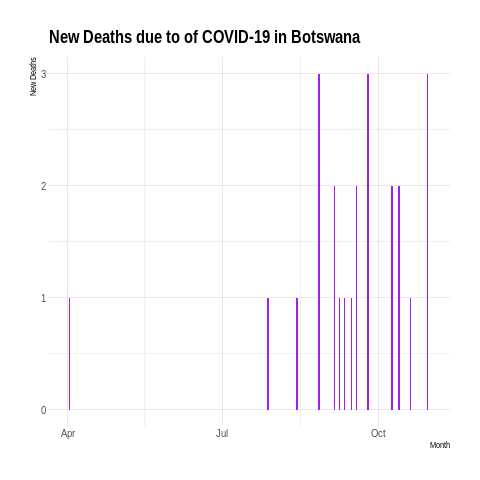 New Deaths due to of COVID-19 in Botswana
New Deaths
3
2
1
0
Apr
Jul
Oct
Month